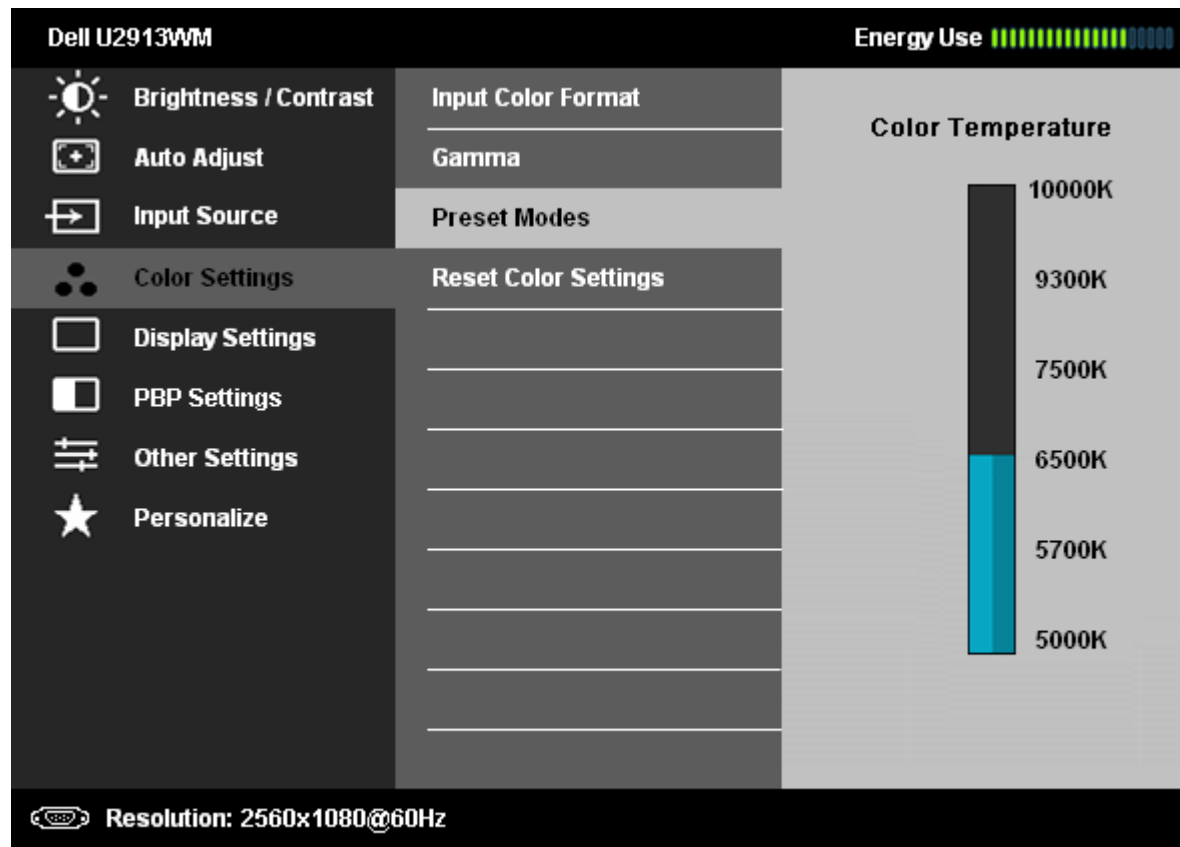 Dell U2913WM
Energy Use
Brightness / Contrast
Auto Adjust
Input Source
Color Settings
Display Settings
PBP Settings
Other Settings
Personalize
Input Color Format
Gamma
Preset Modes
Reset Color Settings
Color Temperature
10000K
9300K
7500K
6500K
5700K
5000K
Resolution: 2560x1080@60Hz